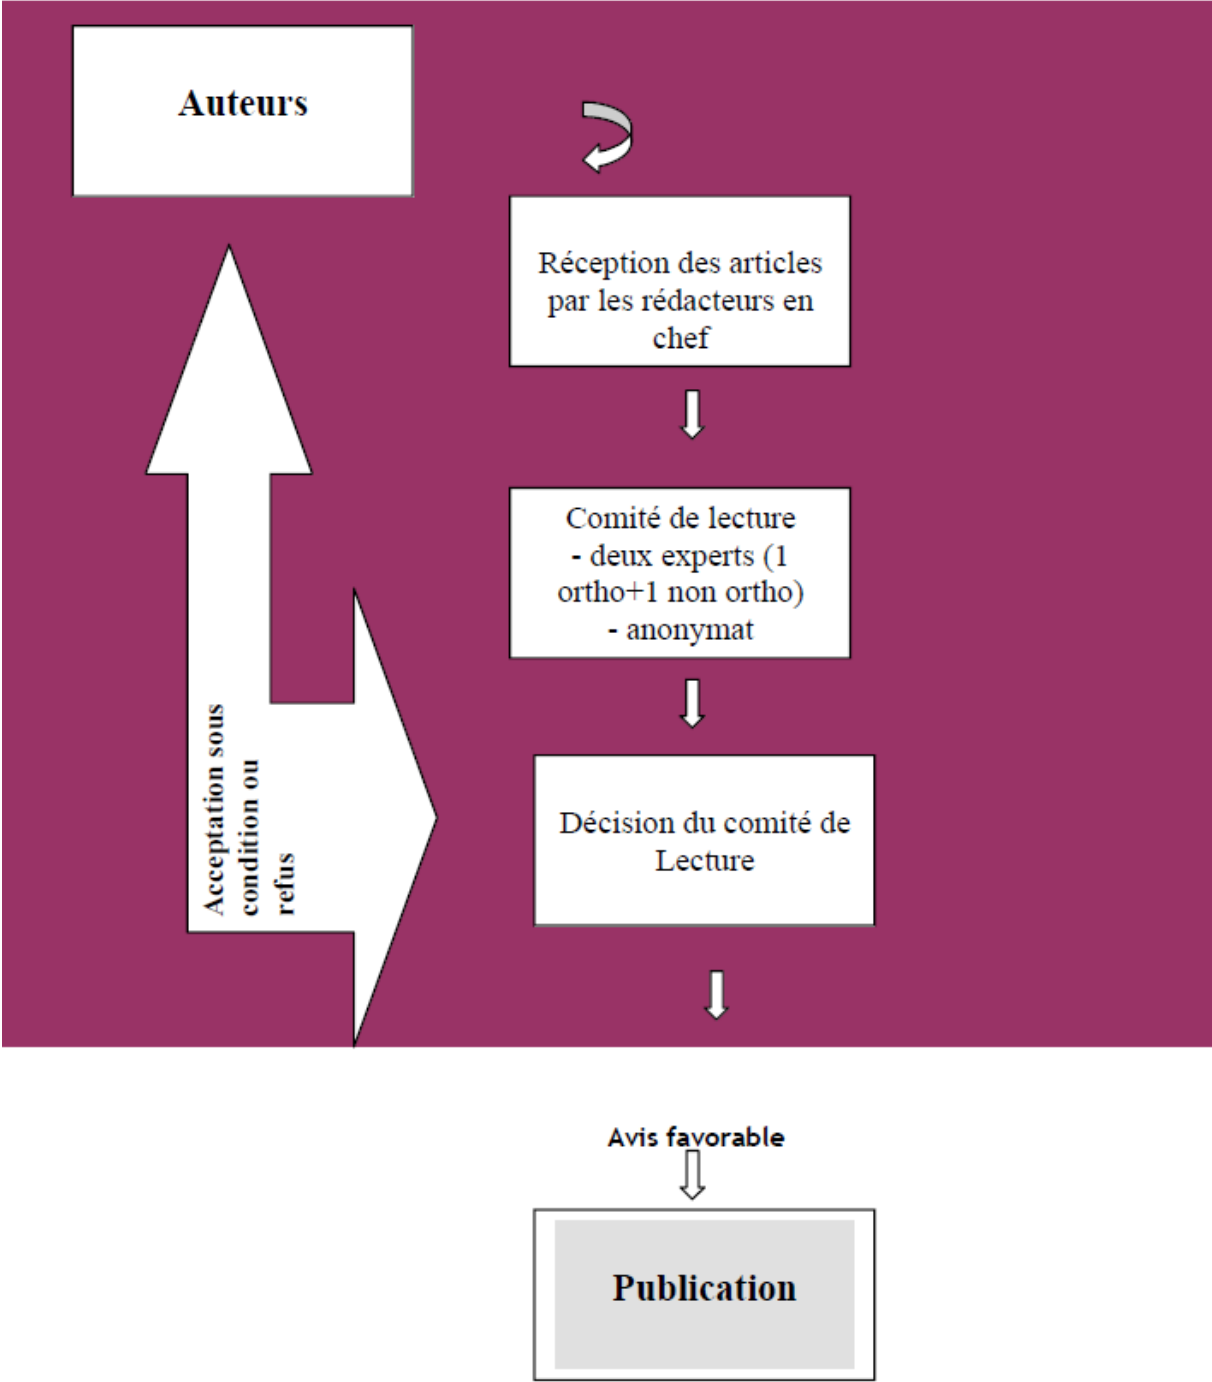 Auteurs
Réception des articles
par les rédacteurs en
chef
Comité de lecture
- deux experts (1
ortho+1 non ortho)
- anonymat
Acceptation sous
condition ou
refus
Décision du comité de
Lecture
Avis favorable
Publication